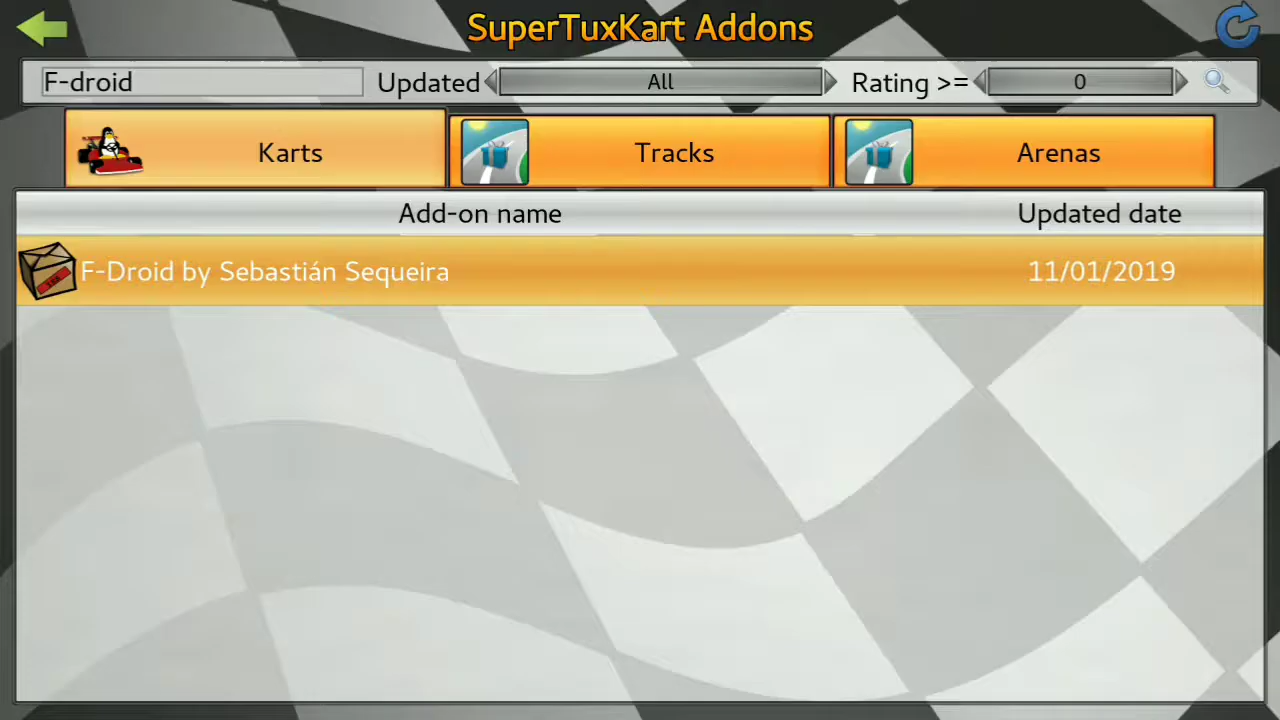 SuperTuxKart Addons
F-droid Updated All Rating >= 0
Karts Tracks Arenas
Add-on name Updated date
F-Droid by Sebastián Sequeira 11/01/2019